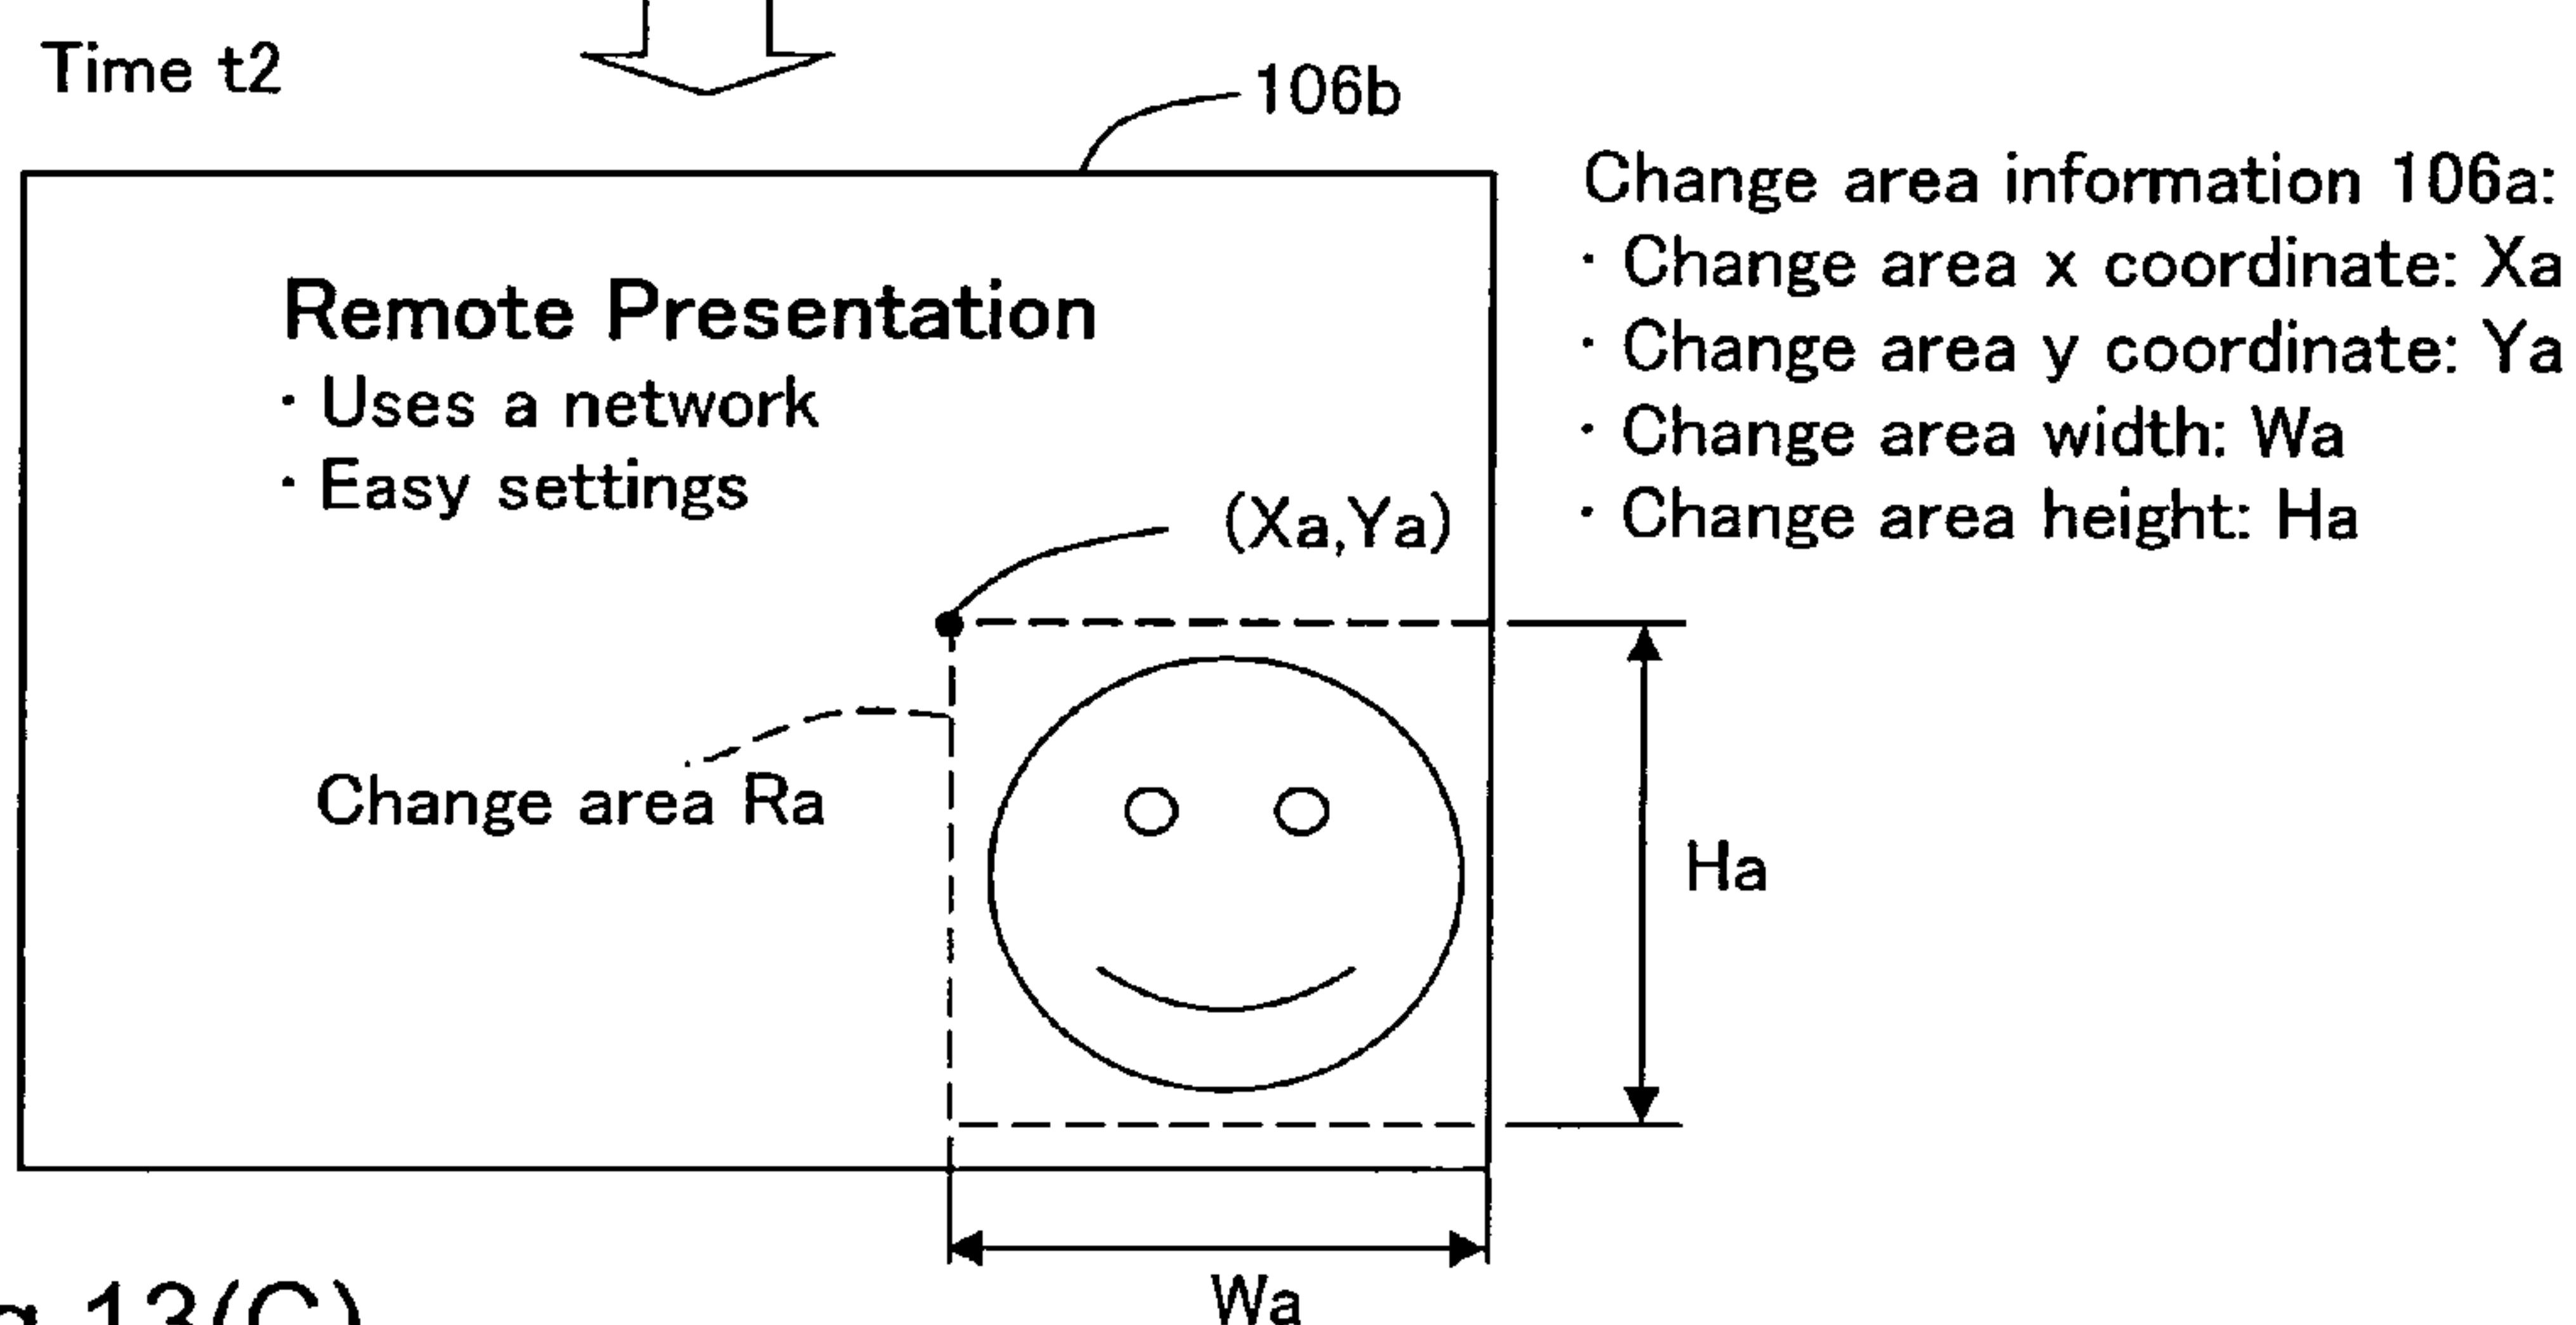 Time t2
106b
Change area information 106a:
· Change area x coordinate: Xa
· Change area y coordinate: Ya
· Change area width: Wa
· Change area height: Ha
Remote Presentation
· Uses a network
· Easy settings
(Xa,Ya)
Change area Ra
Ha
Wa
13(C)